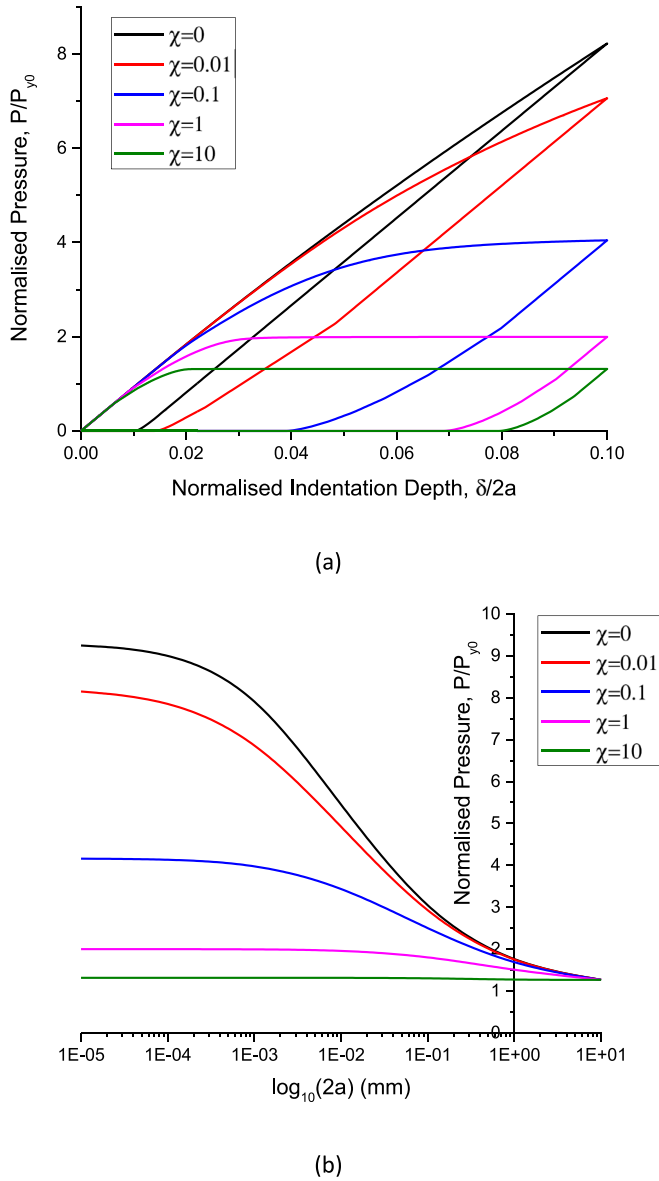 χ=0
χ=0.01
χ=0.1
χ=1
χ=10
Normalised Pressure, P/Py0
8
6
4
2
0
0.00 0.02 0.04 0.06 0.08 0.10
Normalised Indentation Depth, δ/2a
(a)
χ=0
χ=0.01
χ=0.1
χ=1
χ=10
Normalised Pressure, P/Py0
10
9
8
7
6
5
4
3
2
1
0
1E-05 1E-04 1E-03 1E-02 1E-01 1E+00 1E+01
log10(2a) (mm)
(b)